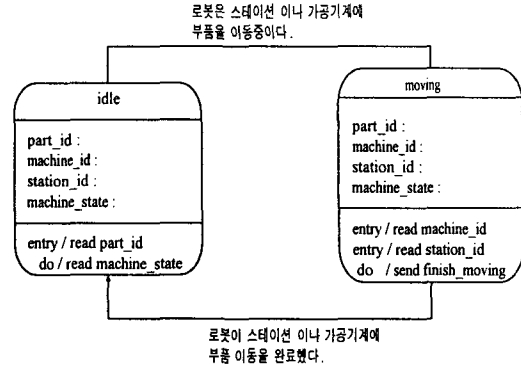 로봇은 스테이션 이나 가공기계에
부품을 이동중이다.
idle
part_id :
machine_id :
station_id :
machine_state :
entry / read part_id
do / read machine_state
moving
part_id :
machine_id :
station_id :
machine_state :
entry / read machine_id
entry / read station_id
do / send finish_moving
로봇이 스테이션 이나 가공기계에
부품 이동을 완료했다.